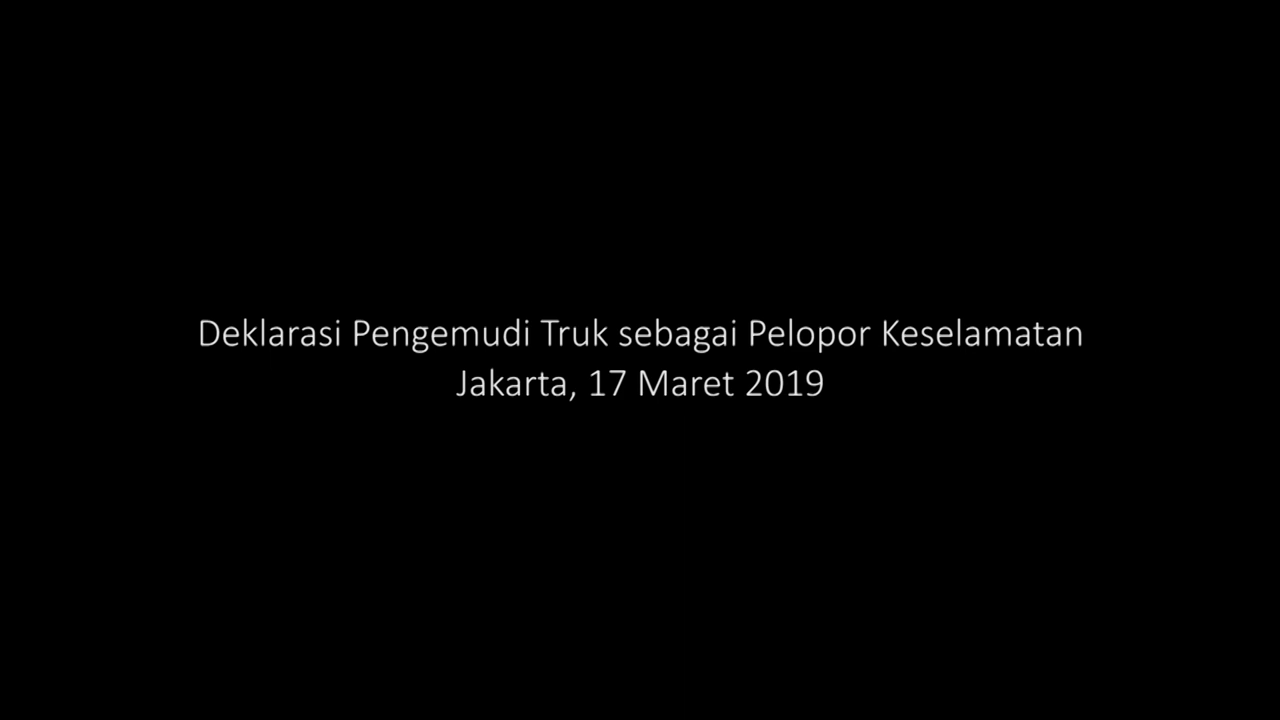 Deklarasi Pengemudi Truk sebagai Pelopor Keselamatan
Jakarta, 17 Maret 2019